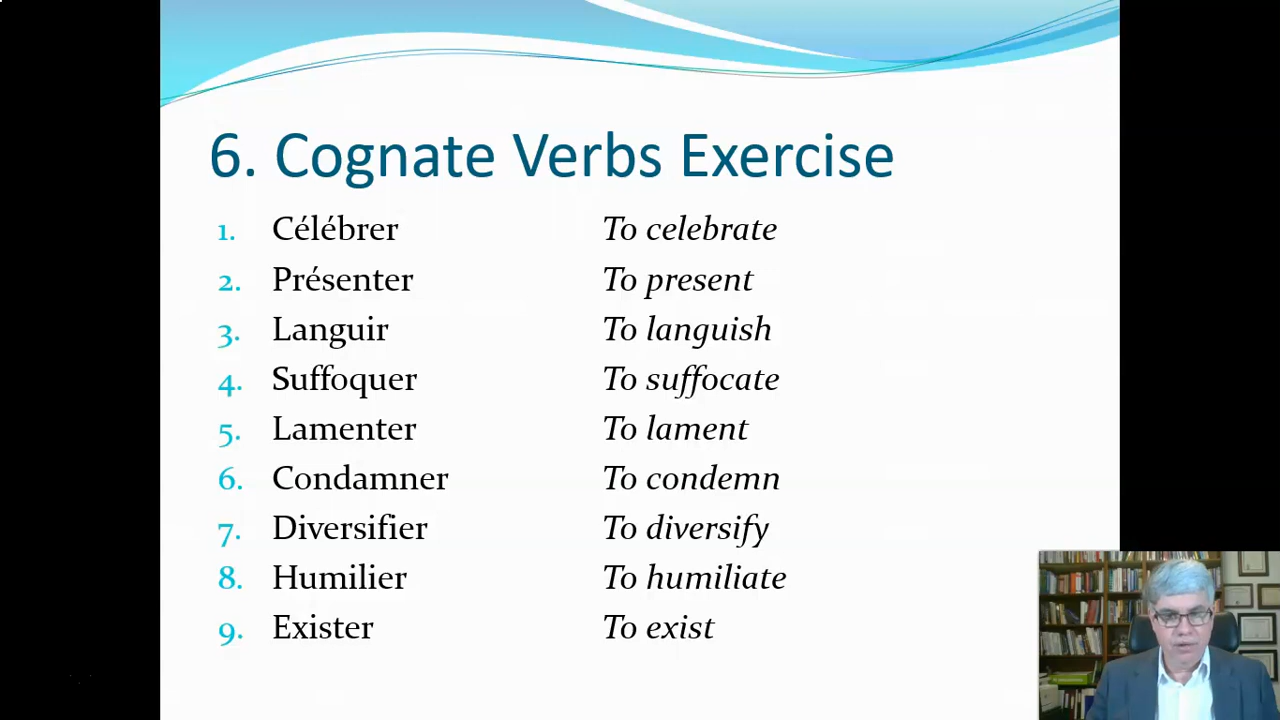 6. Cognate Verbs Exercise
1. Célébrer To celebrate
2. Présenter To present
3. Languir To languish
4. Suffoquer To suffocate
5. Lamenter To lament
6. Condamner To condemn
7. Diversifier To diversify
8. Humilier To humiliate
9. Exister To exist